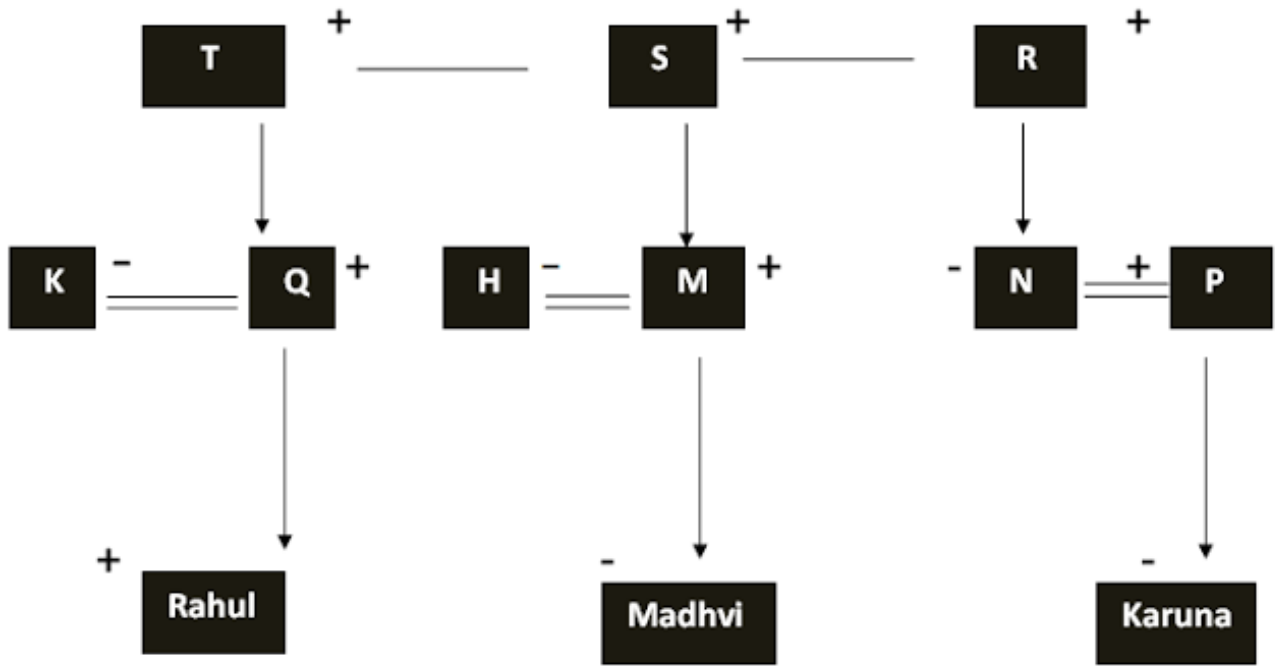 T + S + R +
K - Q + H - M + - N + P
+ - -
Rahul Madhvi Karuna